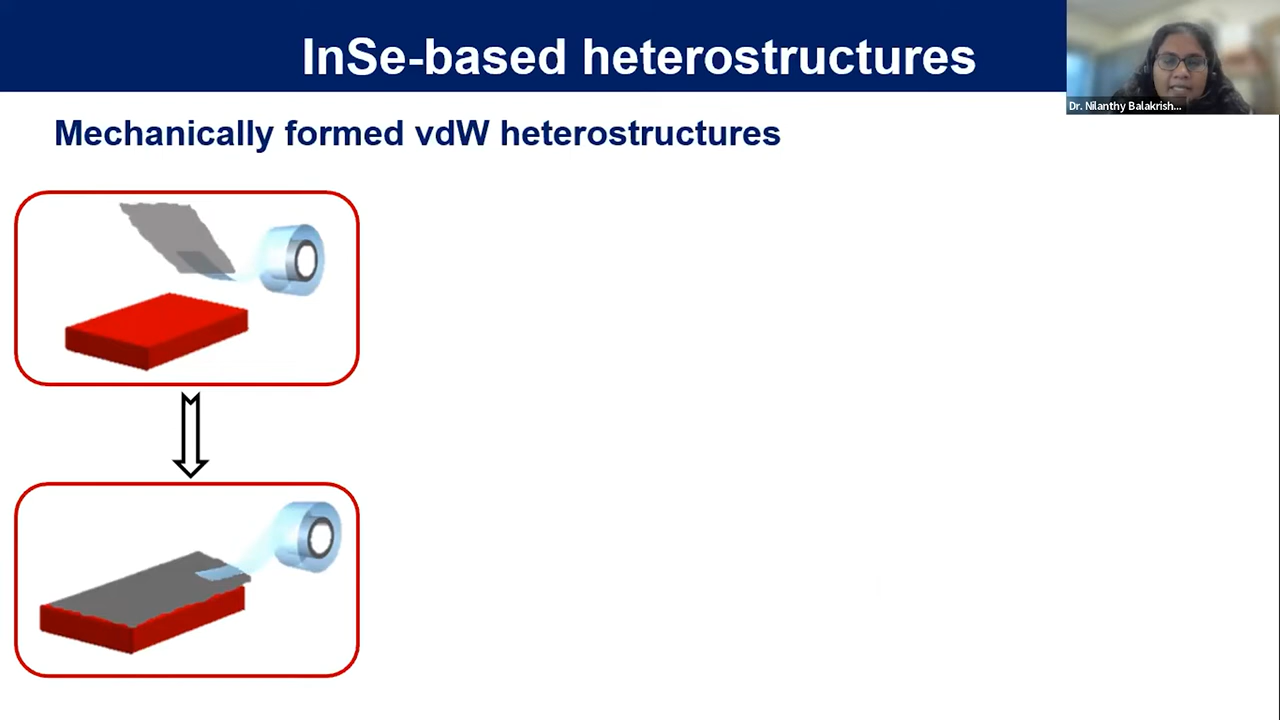 InSe-based heterostructures
Dr. Nilanthy Balakrish...
Mechanically formed vdW heterostructures